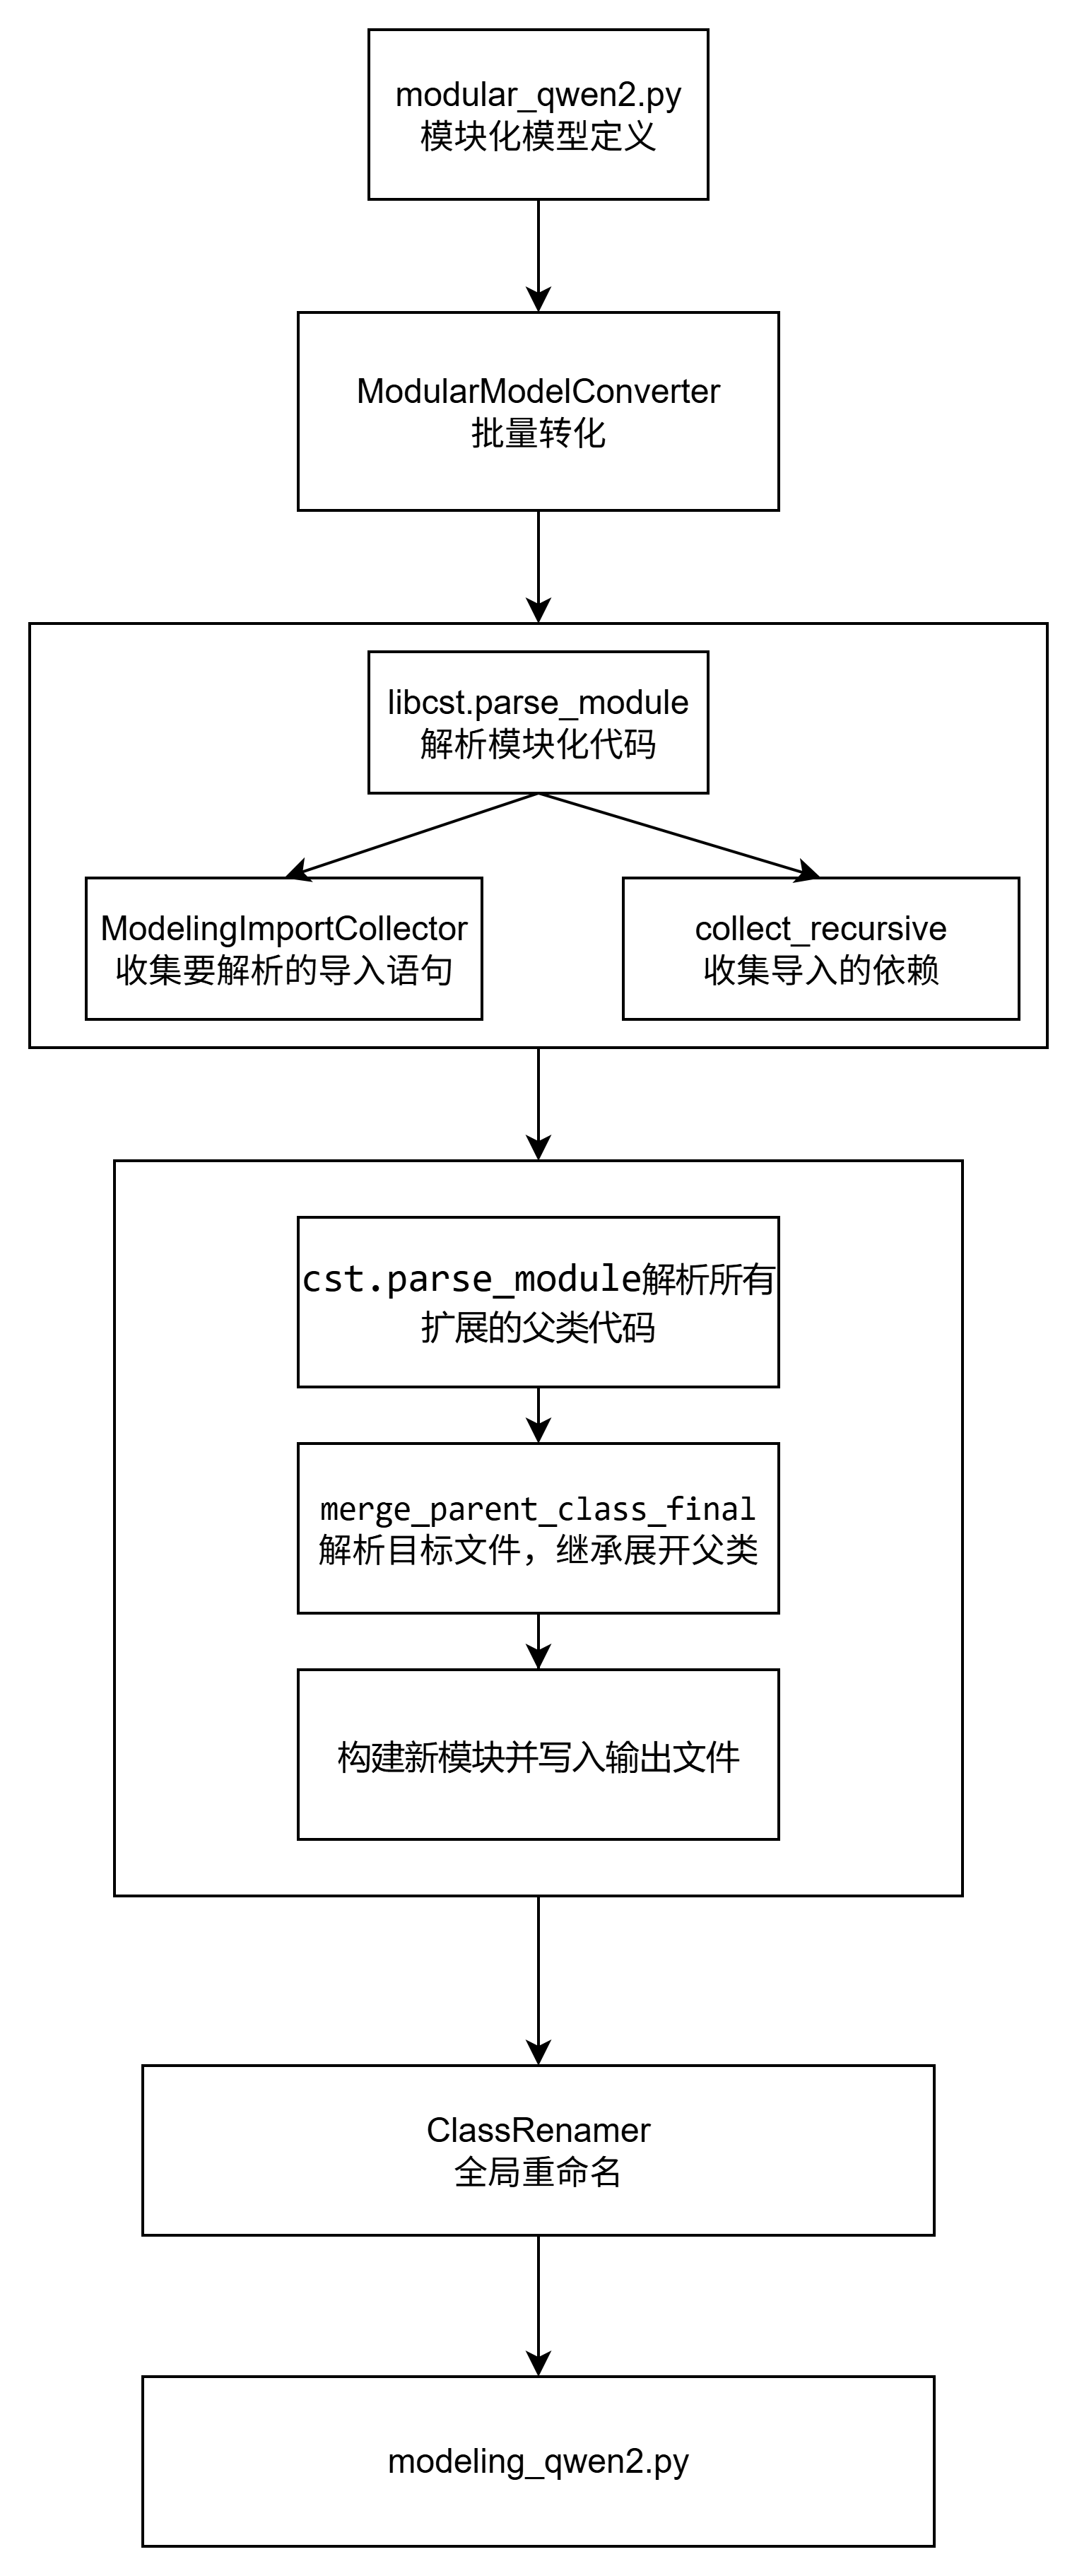 modular_qwen2.py
模块化模型定义
ModularModelConverter
批量转化
libcst.parse_module
解析模块化代码
ModelingImportCollector
收集要解析的导入语句
collect_recursive
收集导入的依赖
cst.parse_module解析所有
扩展的父类代码
merge_parent_class_final
解析目标文件，继承展开父类
构建新模块并写入输出文件
ClassRenamer
全局重命名
modeling_qwen2.py